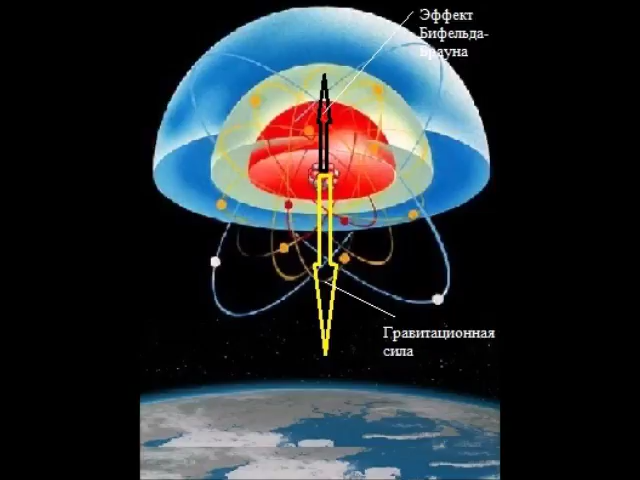 Эффект
Бифельда-
Брауна
Гравитационная
сила